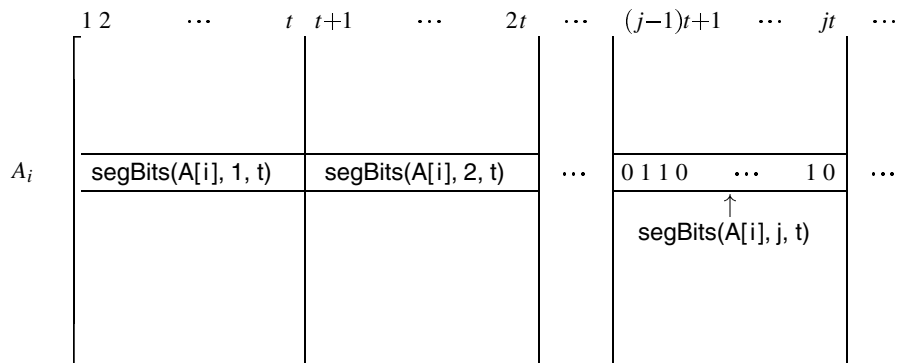 1 2 ⋯ t t+1 ⋯ 2t ⋯ (j−1)t+1 ⋯ jt ⋯
A_i segBits(A[i], 1, t) segBits(A[i], 2, t) ⋯ 0 1 1 0 ⋯ 1 0 ⋯
↑
segBits(A[i], j, t)